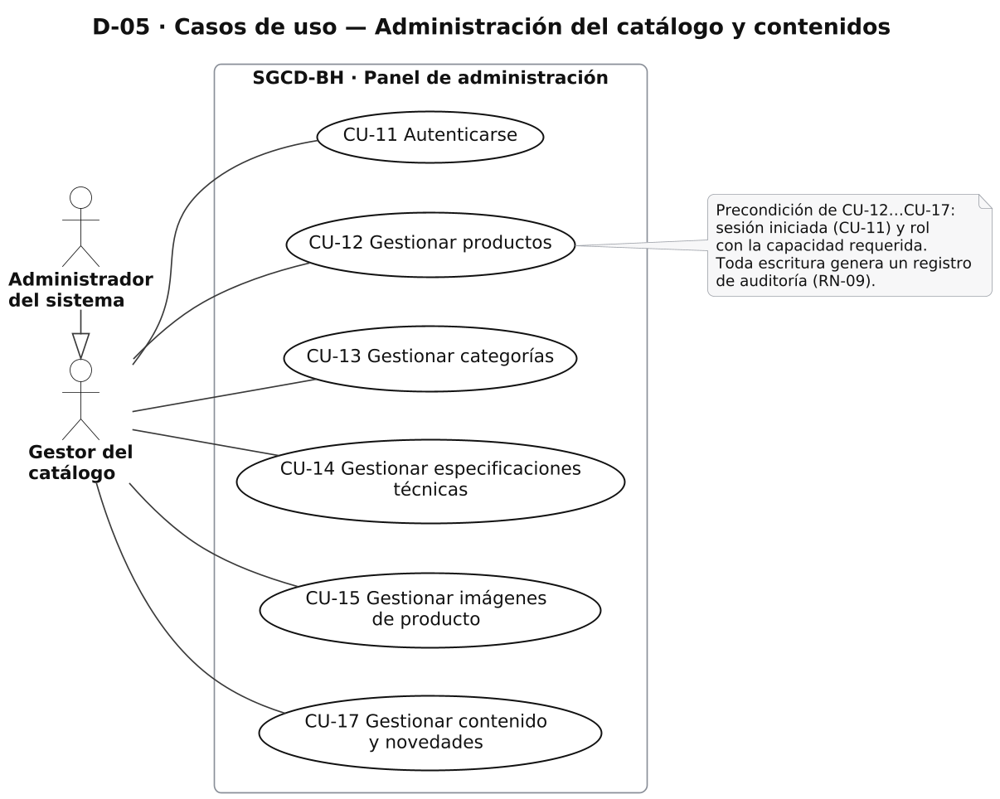 D-05 · Casos de uso — Administración del catálogo y contenidos
SGCD-BH · Panel de administración
CU-11 Autenticarse
Administrador
del sistema
CU-12 Gestionar productos
Precondición de CU-12...CU-17:
sesión iniciada (CU-11) y rol
con la capacidad requerida.
Toda escritura genera un registro
de auditoría (RN-09).
CU-13 Gestionar categorías
Gestor del
catálogo
CU-14 Gestionar especificaciones
técnicas
CU-15 Gestionar imágenes
de producto
CU-17 Gestionar contenido
y novedades